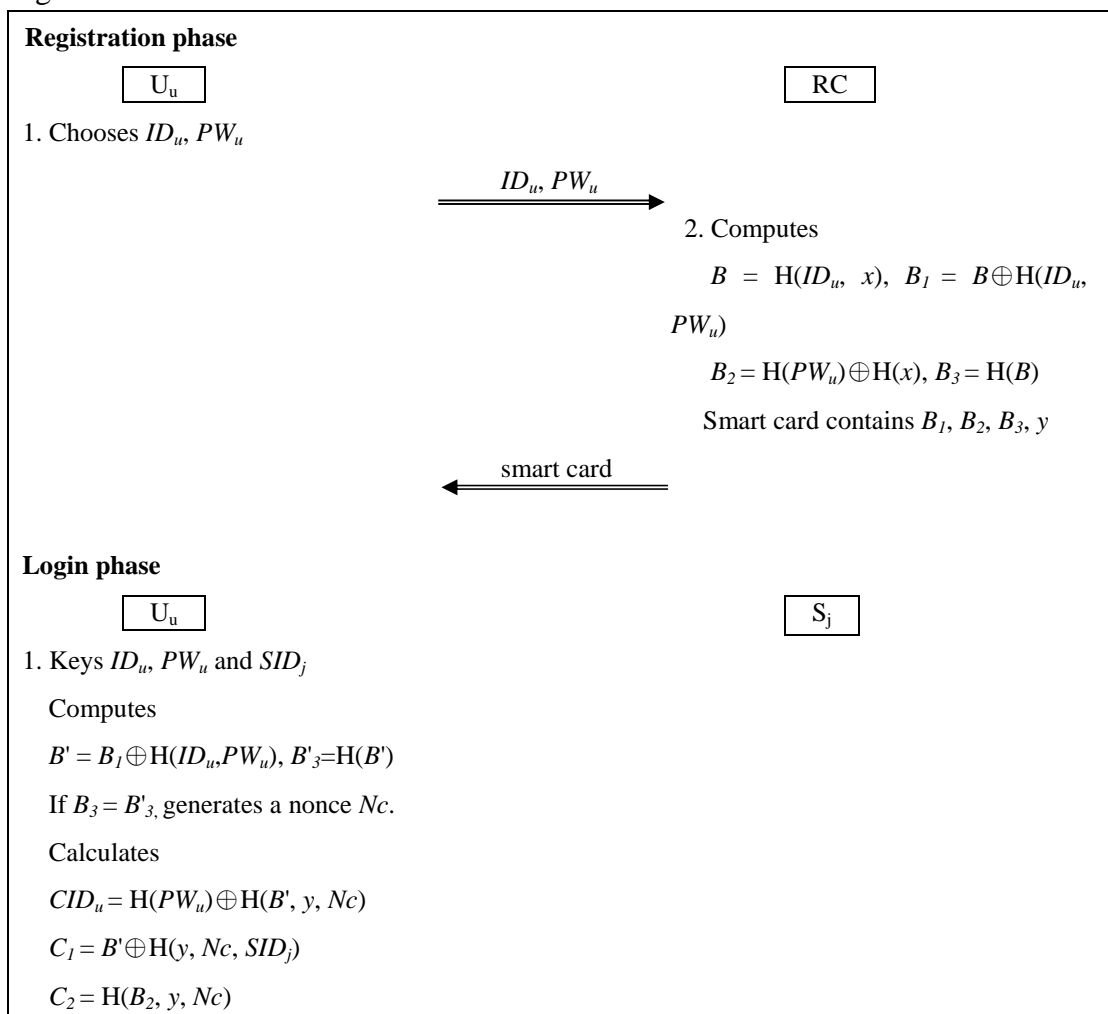 Registration phase
U_u RC
1. Chooses ID_u, PW_u
ID_u, PW_u
2. Computes
B = H(ID_u, x), B_1 = B⊕H(ID_u,
PW_u)
B_2 = H(PW_u)⊕H(x), B_3 = H(B)
Smart card contains B_1, B_2, B_3, y
smart card
Login phase
U_u S_j
1. Keys ID_u, PW_u and SID_j
Computes
B' = B_1⊕H(ID_u,PW_u), B'_3=H(B')
If B_3 = B'_3, generates a nonce Nc.
Calculates
CID_u = H(PW_u)⊕H(B', y, Nc)
C_1 = B'⊕H(y, Nc, SID_j)
C_2 = H(B_2, y, Nc)